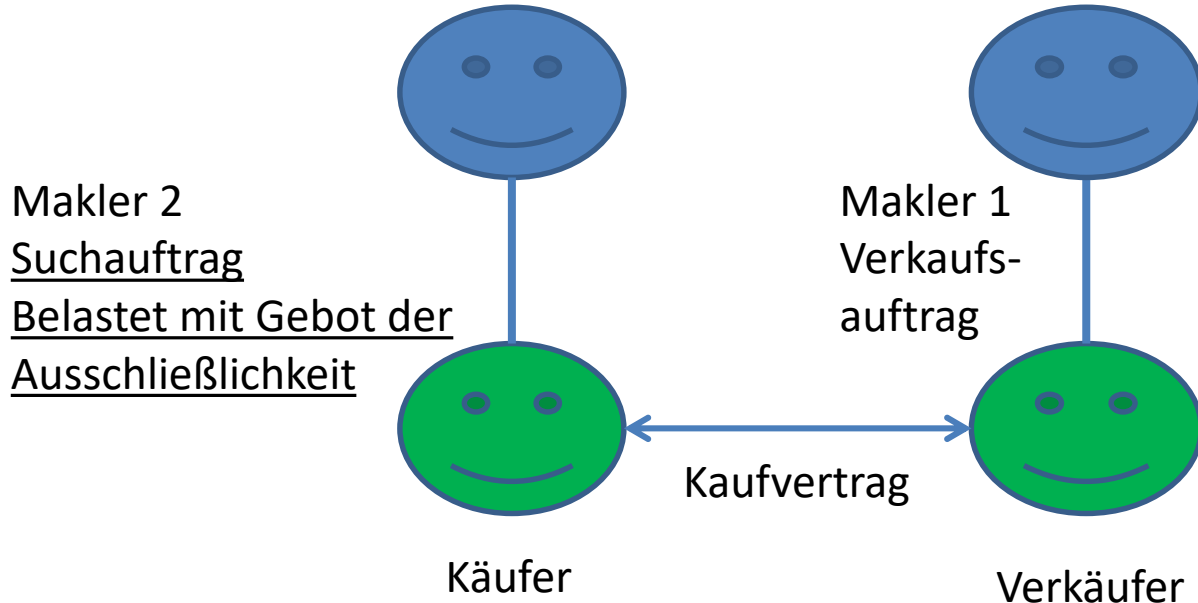 Makler 2
Suchauftrag
Belastet mit Gebot der
Ausschließlichkeit
Makler 1
Verkaufs-
auftrag
Kaufvertrag
Käufer
Verkäufer